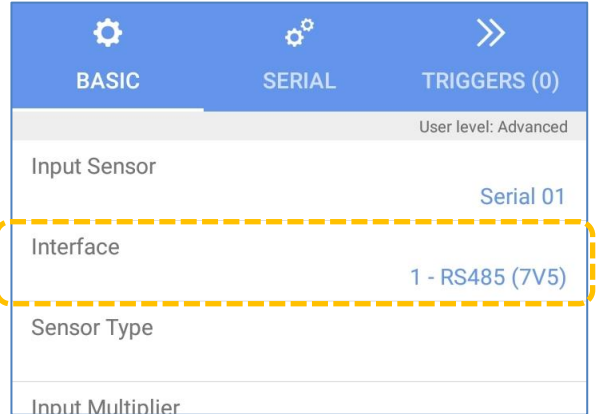 BASIC
SERIAL
TRIGGERS (0)
User level: Advanced
Input Sensor
Serial 01
Interface
1 - RS485 (7V5)
Sensor Type
Input Multiplier